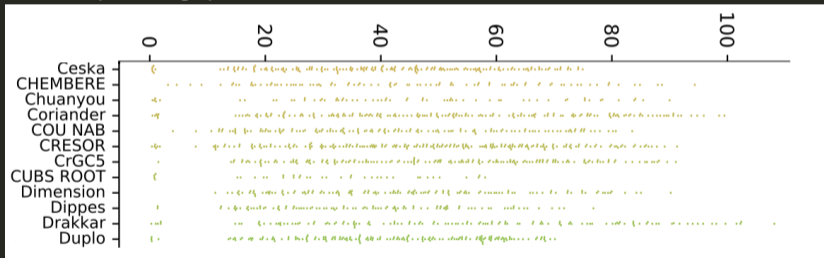 0 20 40 60 80 100
Ceska
CHEMBERE
Chuanyou
Coriander
COU NAB
CRESOR
CrGC5
CUBS ROOT
Dimension
Dippes
Drakkar
Duplo